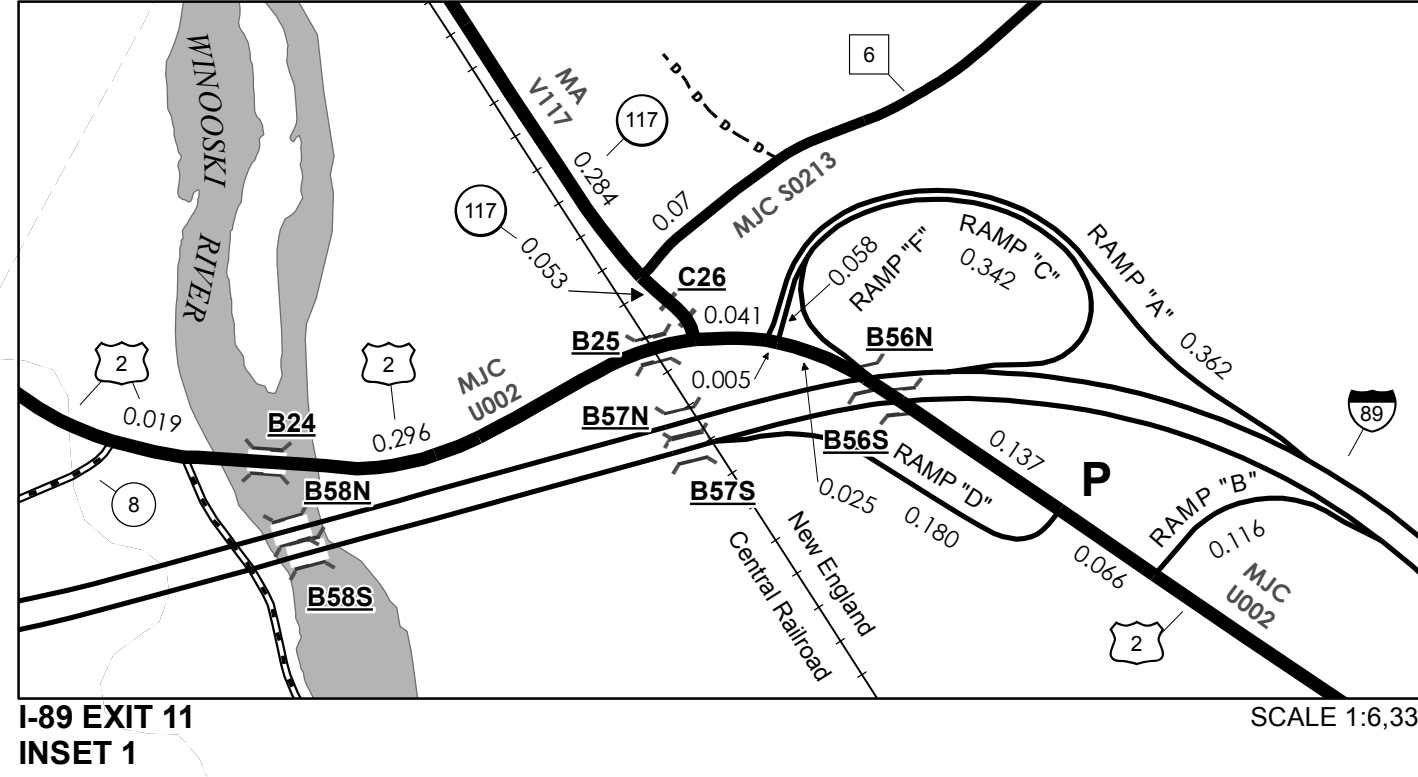 WINOOSKI
RIVER
MA
V117
117
6
0.284
0.07
MJC S0213
117
0.053
C26
0.041
0.058
RAMP "F"
RAMP "C"
0.342
RAMP "A"
0.362
B25
B56N
2
2
0.019
MJC
U002
0.005
B24
0.296
B57N
B56S
89
0.137
P
B58N
8
B57S
0.025
RAMP "D"
0.180
RAMP "B"
0.116
0.066
MJC
U002
New England
Central Railroad
B58S
2
D
D
D
D
I-89 EXIT 11
INSET 1
SCALE 1:6,33